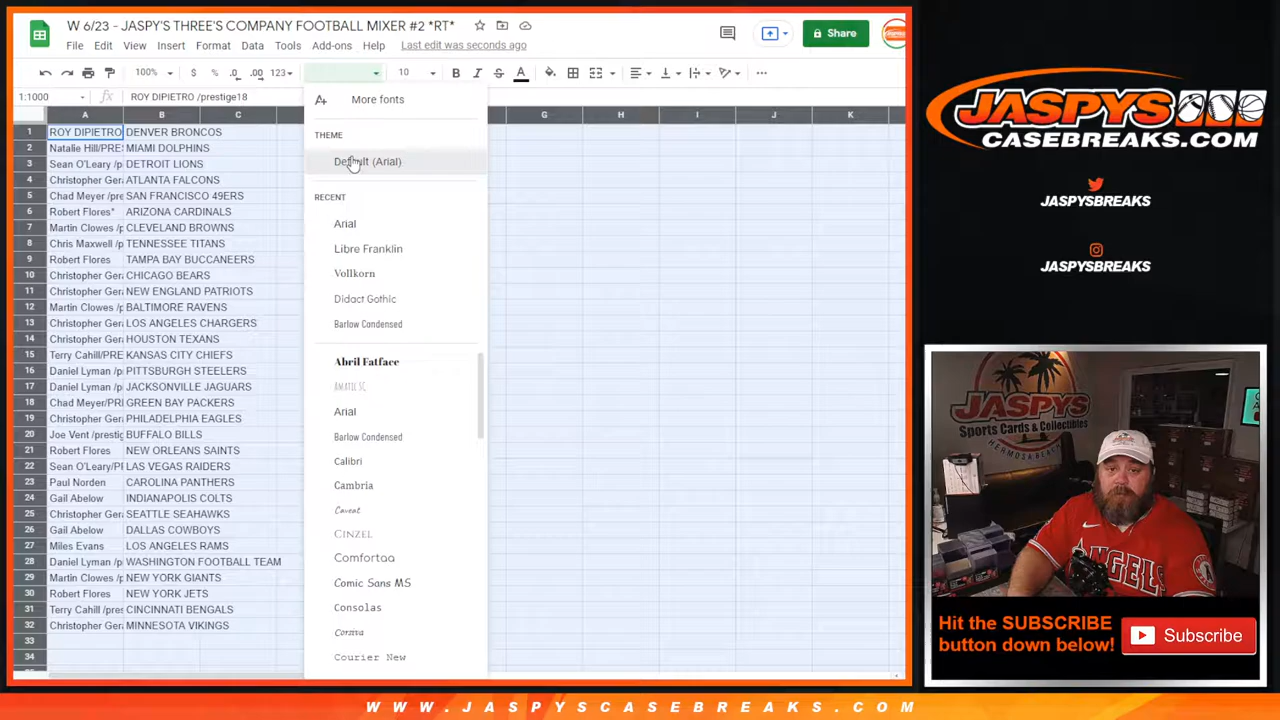 W 6/23 - JASPY'S THREE'S COMPANY FOOTBALL MIXER #2 *RT*
File Edit View Insert Format Data Tools Add-ons Help Last edit was seconds ago
Share
100% $ % .0 .00 123 10 B I S A
1:1000 fx ROY DIPIETRO /prestige18
A B C G H I J K
1 ROY DIPIETRO DENVER BRONCOS
2 Natalie Hill/PRE MIAMI DOLPHINS
3 Sean O'Leary /p DETROIT LIONS
4 Christopher Ger ATLANTA FALCONS
5 Chad Meyer /pre SAN FRANCISCO 49ERS
6 Robert Flores* ARIZONA CARDINALS
7 Martin Clowes / CLEVELAND BROWNS
8 Chris Maxwell / TENNESSEE TITANS
9 Robert Flores TAMPA BAY BUCCANEERS
10 Christopher Ger CHICAGO BEARS
11 Christopher Ger NEW ENGLAND PATRIOTS
12 Martin Clowes /p BALTIMORE RAVENS
13 Christopher Ger LOS ANGELES CHARGERS
14 Christopher Ger HOUSTON TEXANS
15 Terry Cahill/PRE KANSAS CITY CHIEFS
16 Daniel Lyman /p PITTSBURGH STEELERS
17 Daniel Lyman /p JACKSONVILLE JAGUARS
18 Chad Meyer/PR GREEN BAY PACKERS
19 Christopher Ger PHILADELPHIA EAGLES
20 Joe Vent /prestig BUFFALO BILLS
21 Robert Flores NEW ORLEANS SAINTS
22 Sean O'Leary/P LAS VEGAS RAIDERS
23 Paul Norden CAROLINA PANTHERS
24 Gail Abelow INDIANAPOLIS COLTS
25 Christopher Ger SEATTLE SEAHAWKS
26 Gail Abelow DALLAS COWBOYS
27 Miles Evans LOS ANGELES RAMS
28 Daniel Lyman /p WASHINGTON FOOTBALL TEAM
29 Martin Clowes / NEW YORK GIANTS
30 Robert Flores NEW YORK JETS
31 Terry Cahill /pres CINCINNATI BENGALS
32 Christopher Ger MINNESOTA VIKINGS
33
34
More fonts
THEME
Default (Arial)
RECENT
Arial
Libre Franklin
Vollkorn
Didact Gothic
Barlow Condensed
Abril Fatface
AMATIC SC
Arial
Barlow Condensed
Calibri
Cambria
Caveat
CINZEL
Comfortaa
Comic Sans MS
Consolas
Corsiva
Courier New
JASPYS
CASEBREAKS.COM
JASPYSBREAKS
JASPYSBREAKS
JASPYS
Sports Cards & Collectibles
HERMOSA BEACH
ANGELS
Hit the SUBSCRIBE
button down below!
Subscribe
WWW.JASPYSCASEBREAKS.COM